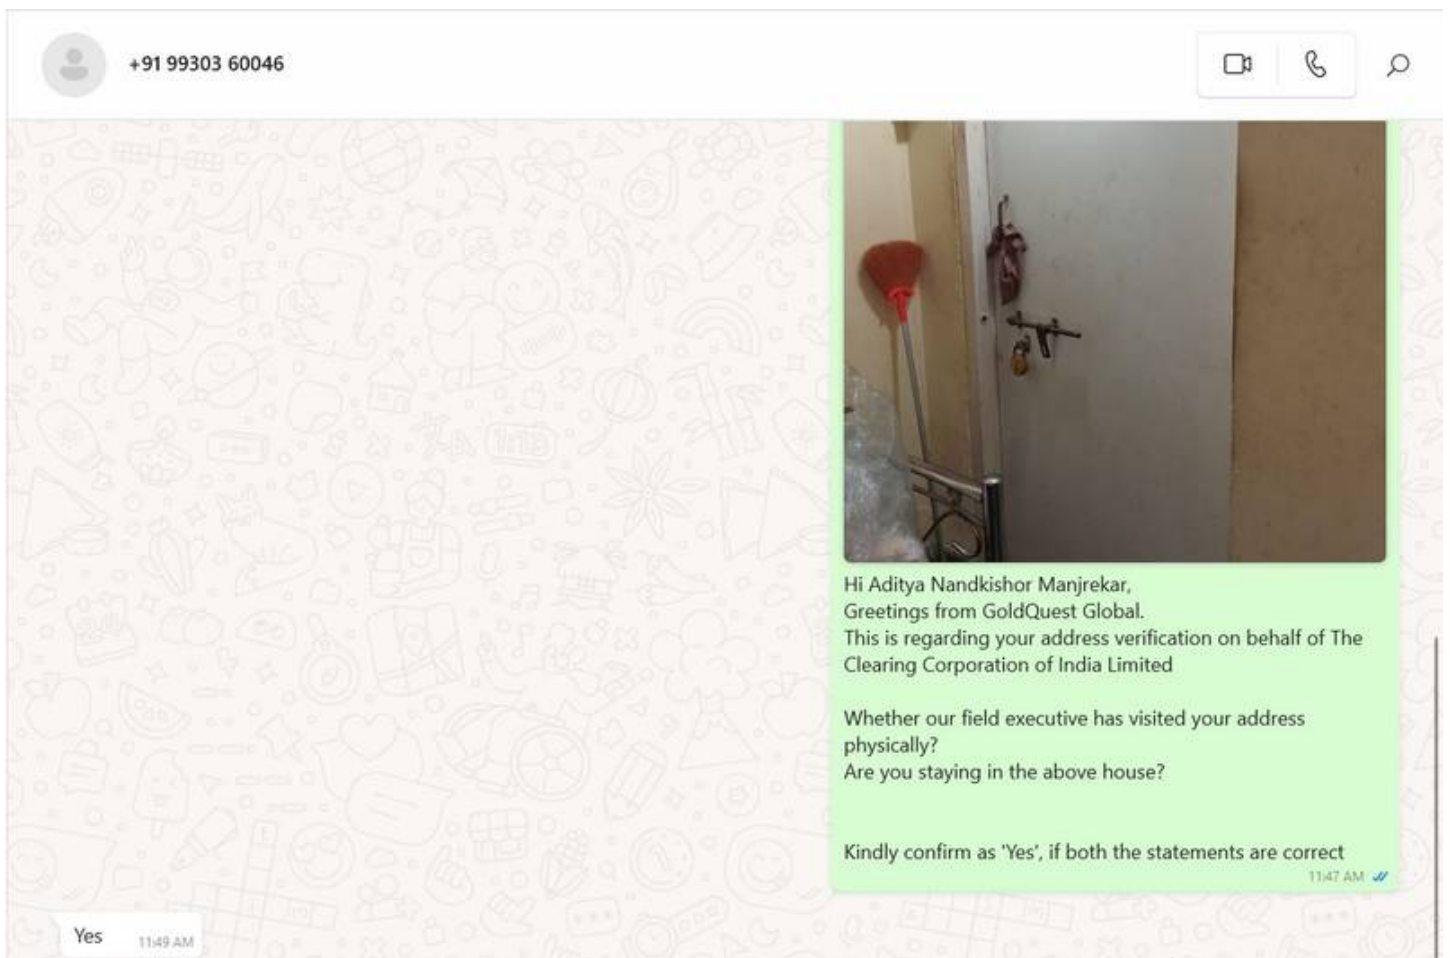 +91 99303 60046
Hi Aditya Nandkishor Manjrekar,
Greetings from GoldQuest Global.
This is regarding your address verification on behalf of The
Clearing Corporation of India Limited
Whether our field executive has visited your address
physically?
Are you staying in the above house?
Kindly confirm as 'Yes', if both the statements are correct
11:47 AM
Yes
11:49 AM